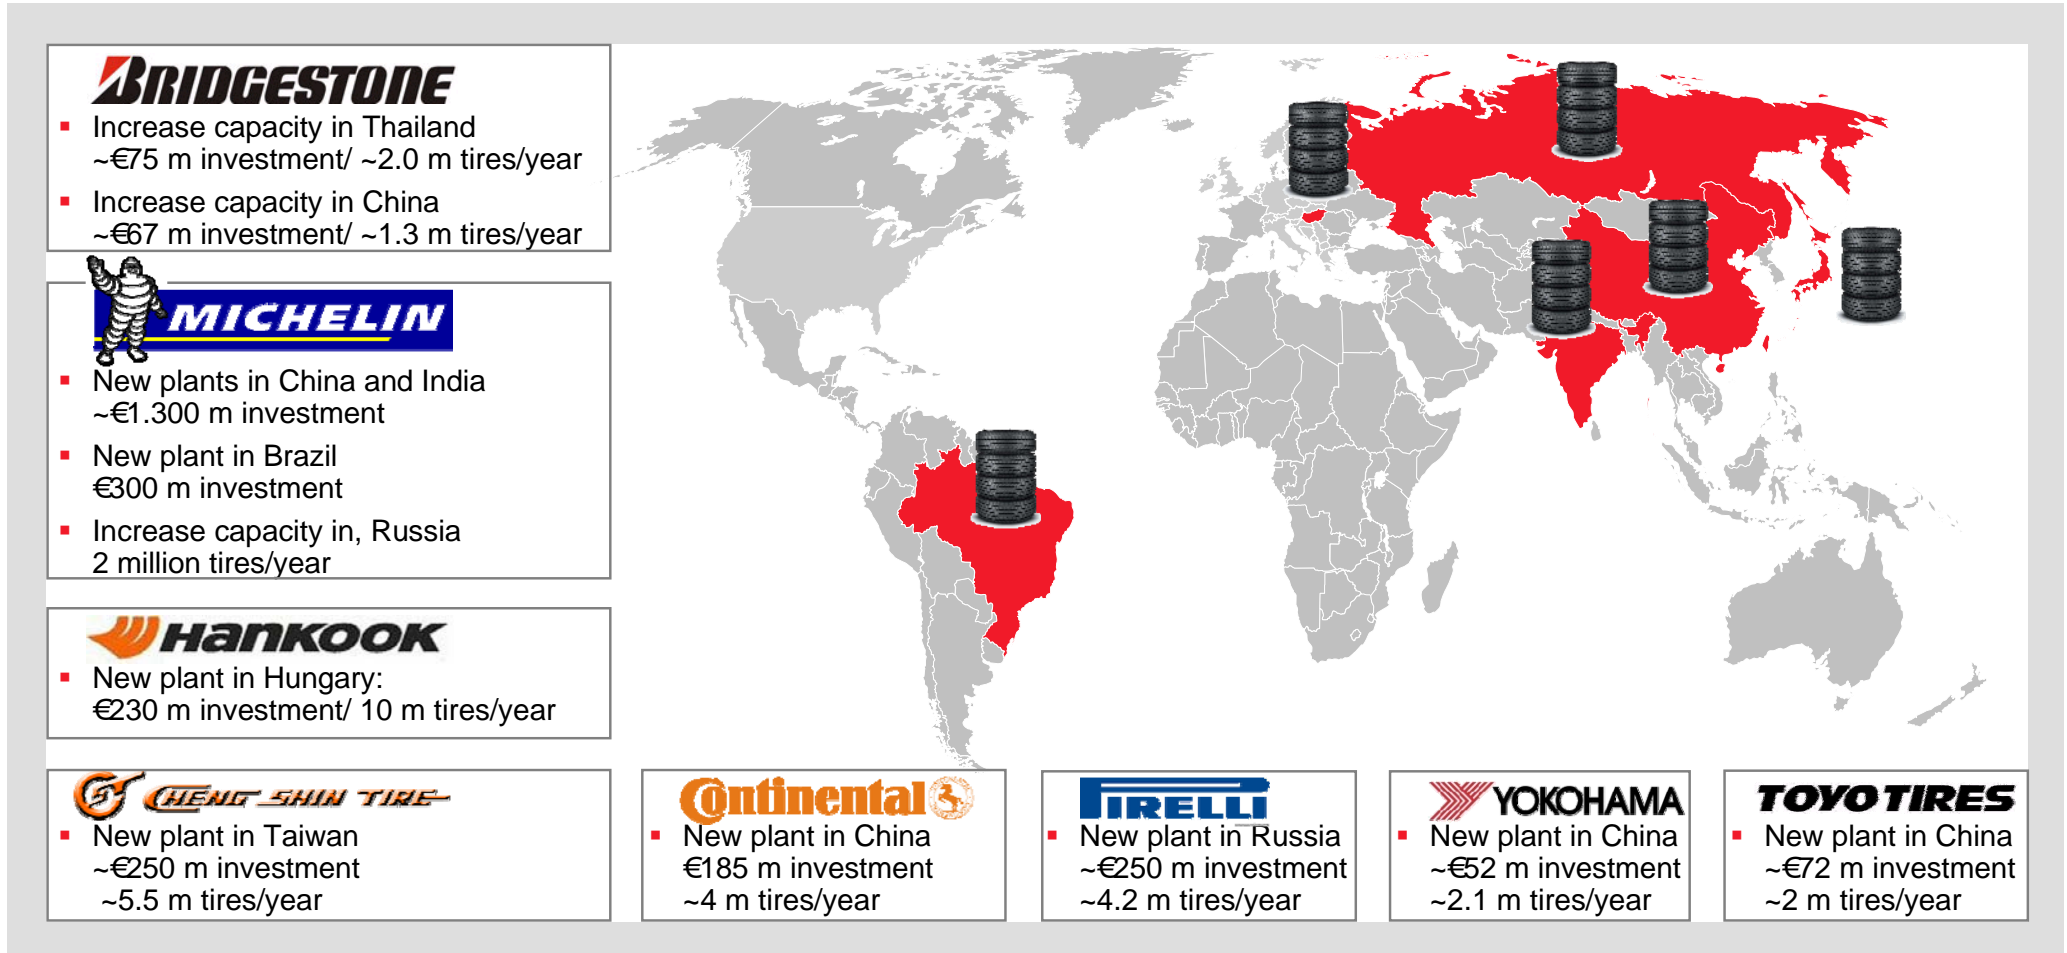 BRIDGESTONE
Increase capacity in Thailand
~€75 m investment/ ~2.0 m tires/year
Increase capacity in China
~€67 m investment/ ~1.3 m tires/year
MICHELIN
New plants in China and India
~€1.300 m investment
New plant in Brazil
€300 m investment
Increase capacity in, Russia
2 million tires/year
HANKOOK
New plant in Hungary:
€230 m investment/ 10 m tires/year
CHENG SHIN TIRE
New plant in Taiwan
~€250 m investment
~5.5 m tires/year
Continental
New plant in China
€185 m investment
~4 m tires/year
PIRELLI
New plant in Russia
~€250 m investment
~4.2 m tires/year
YOKOHAMA
New plant in China
~€52 m investment
~2.1 m tires/year
TOYO TIRES
New plant in China
~€72 m investment
~2 m tires/year